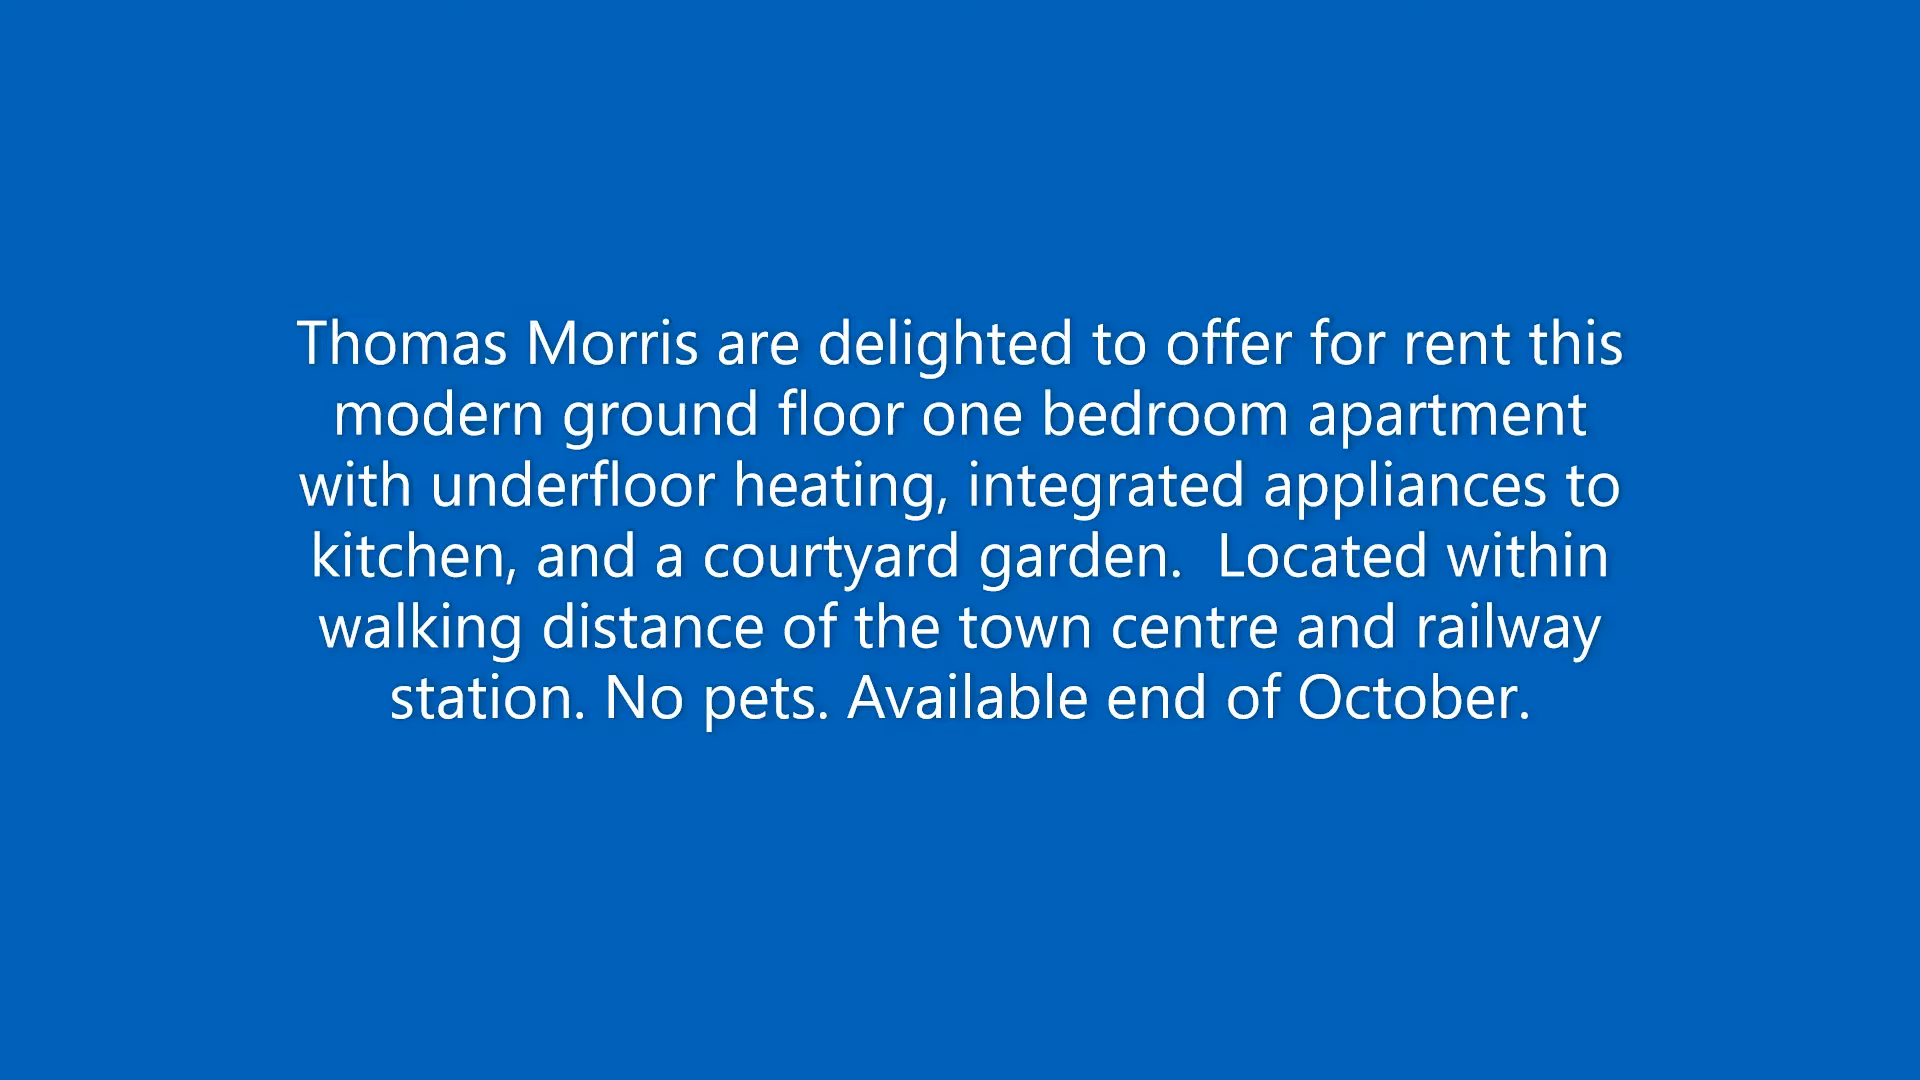 Thomas Morris are delighted to offer for rent this
modern ground floor one bedroom apartment
with underfloor heating, integrated appliances to
kitchen, and a courtyard garden.  Located within
walking distance of the town centre and railway
station. No pets. Available end of October.